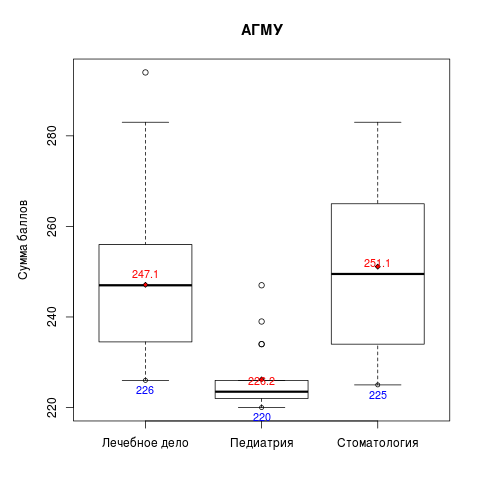 АГМУ
Сумма баллов
280
260
240
220
247.1
226
226.2
220
251.1
225
Лечебное дело
Педиатрия
Стоматология